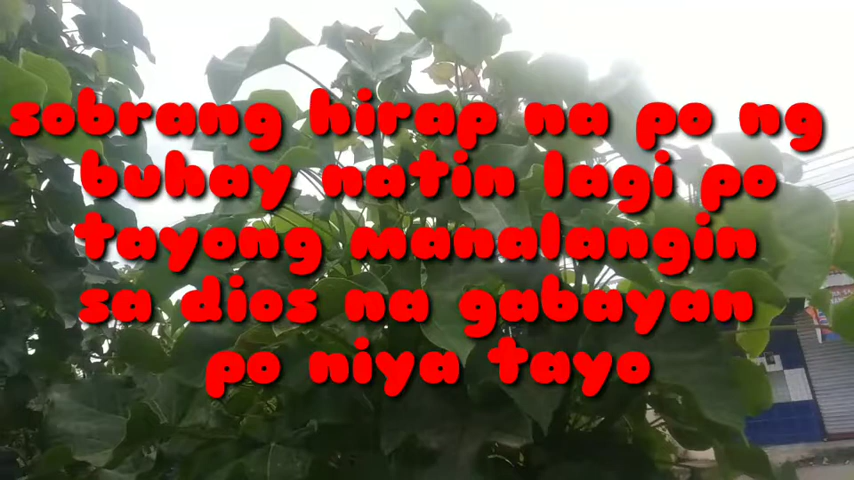 sobrang hirap na po ng
buhay natin lagi po
tayong manalangin
sa dios na gabayan
po niya tayo